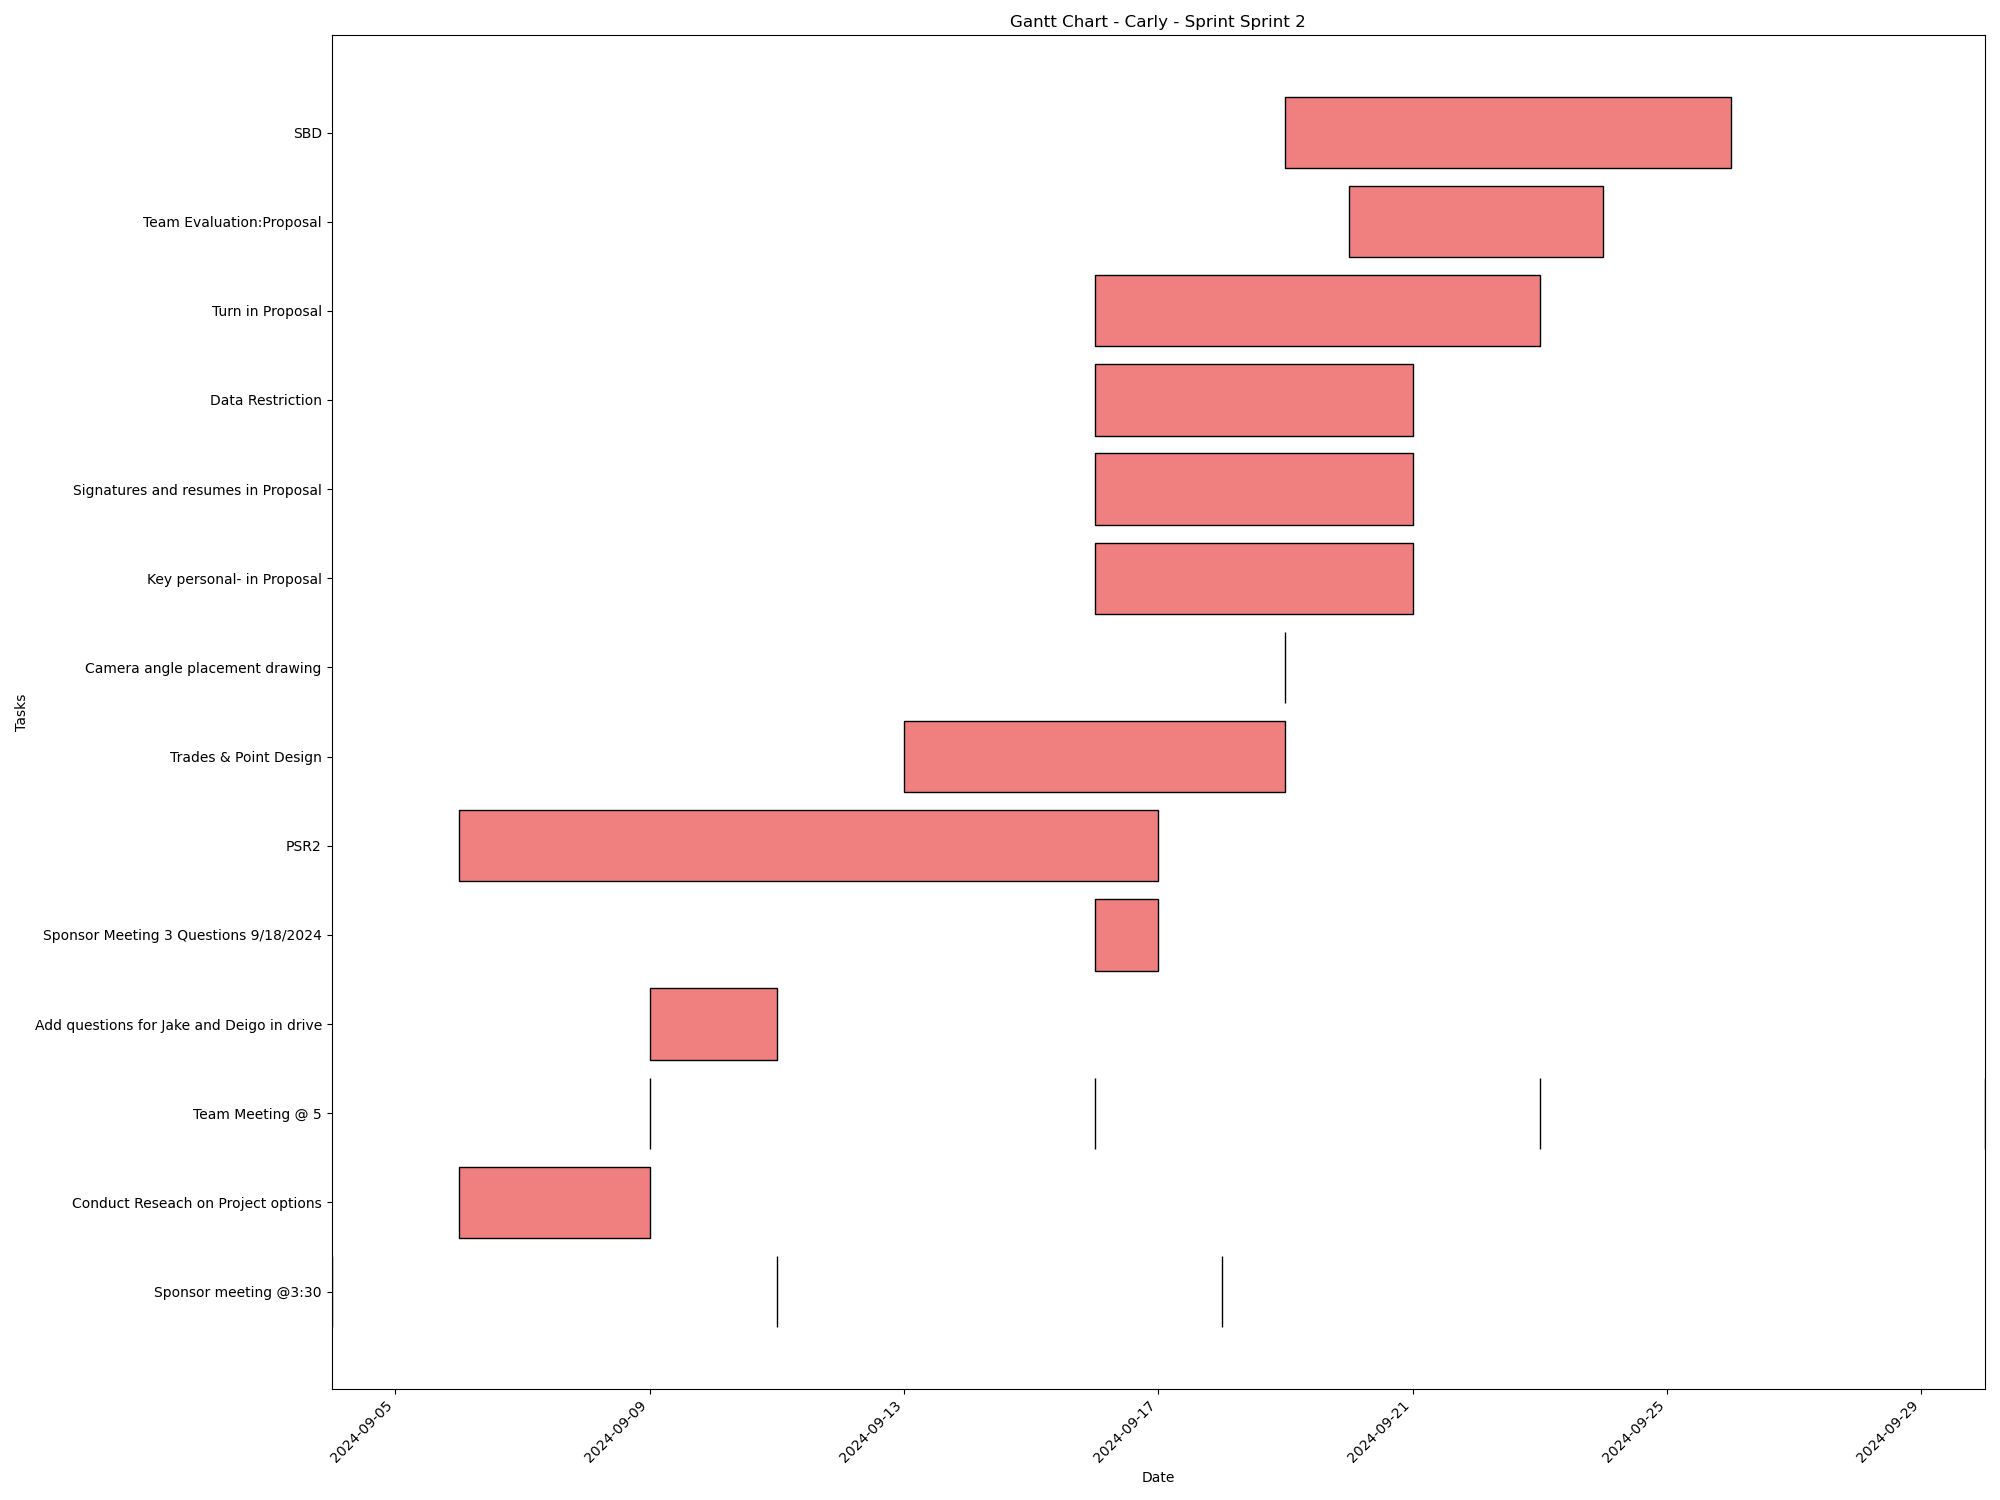 Gantt Chart - Carly - Sprint Sprint 2
Tasks
SBD
Team Evaluation:Proposal
Turn in Proposal
Data Restriction
Signatures and resumes in Proposal
Key personal- in Proposal
Camera angle placement drawing
Trades & Point Design
PSR2
Sponsor Meeting 3 Questions 9/18/2024
Add questions for Jake and Deigo in drive
Team Meeting @ 5
Conduct Reseach on Project options
Sponsor meeting @3:30
2024-09-05
2024-09-09
2024-09-13
2024-09-17
2024-09-21
2024-09-25
2024-09-29
Date